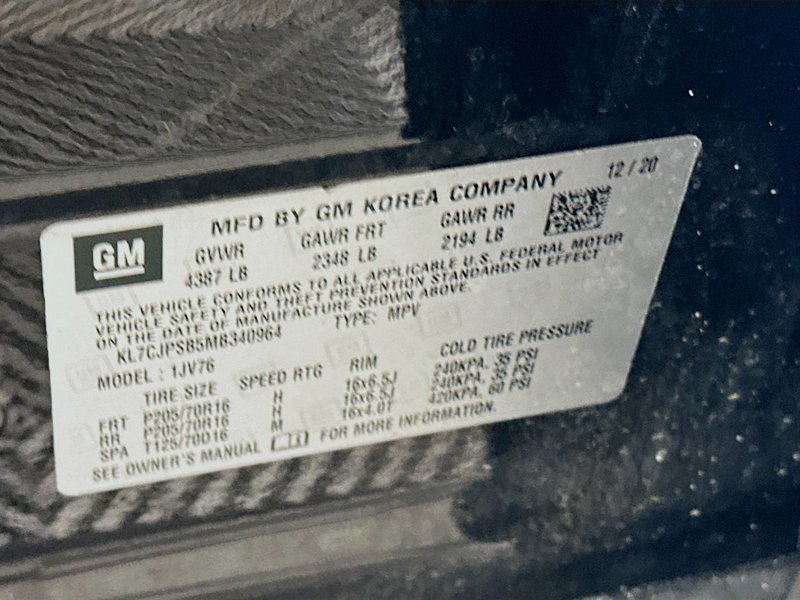 12 / 20
MFD BY GM KOREA COMPANY
GM
GVWR GAWR FRT GAWR RR
4387 LB 2348 LB 2194 LB
THIS VEHICLE CONFORMS TO ALL APPLICABLE U.S. FEDERAL MOTOR
VEHICLE SAFETY AND THEFT PREVENTION STANDARDS IN EFFECT
ON THE DATE OF MANUFACTURE SHOWN ABOVE.
KL7CJPSB5MB340964 TYPE: MPV
MODEL : 1JV76
TIRE SIZE SPEED RTG RIM COLD TIRE PRESSURE
FRT P205/70R16 H 16x6.5J 240KPA, 35 PSI
RR P205/70R16 H 16x6.5J 240KPA, 35 PSI
SPA T125/70D16 M 16x4.0T 420KPA, 60 PSI
SEE OWNER'S MANUAL FOR MORE INFORMATION.